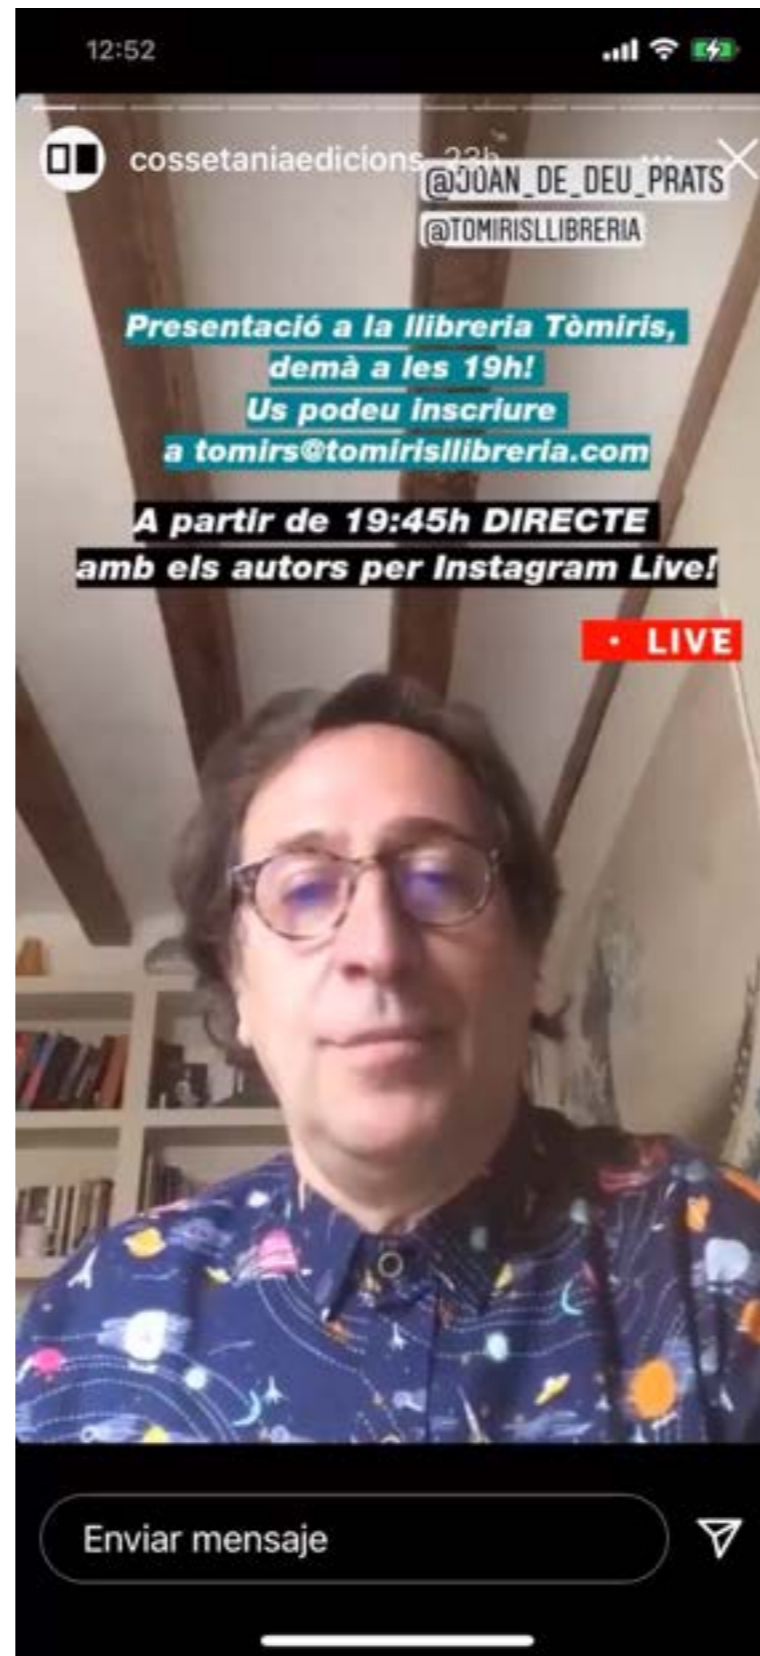 12:52
cossetaniaedicions 23h
@JOAN_DE_DEU_PRATS
@TOMIRISLLIBRERIA
Presentació a la llibreria Tòmiris,
demà a les 19h!
Us podeu inscriure
a tomirs@tomirisllibreria.com
A partir de 19:45h DIRECTE
amb els autors per Instagram Live!
• LIVE
Enviar mensaje